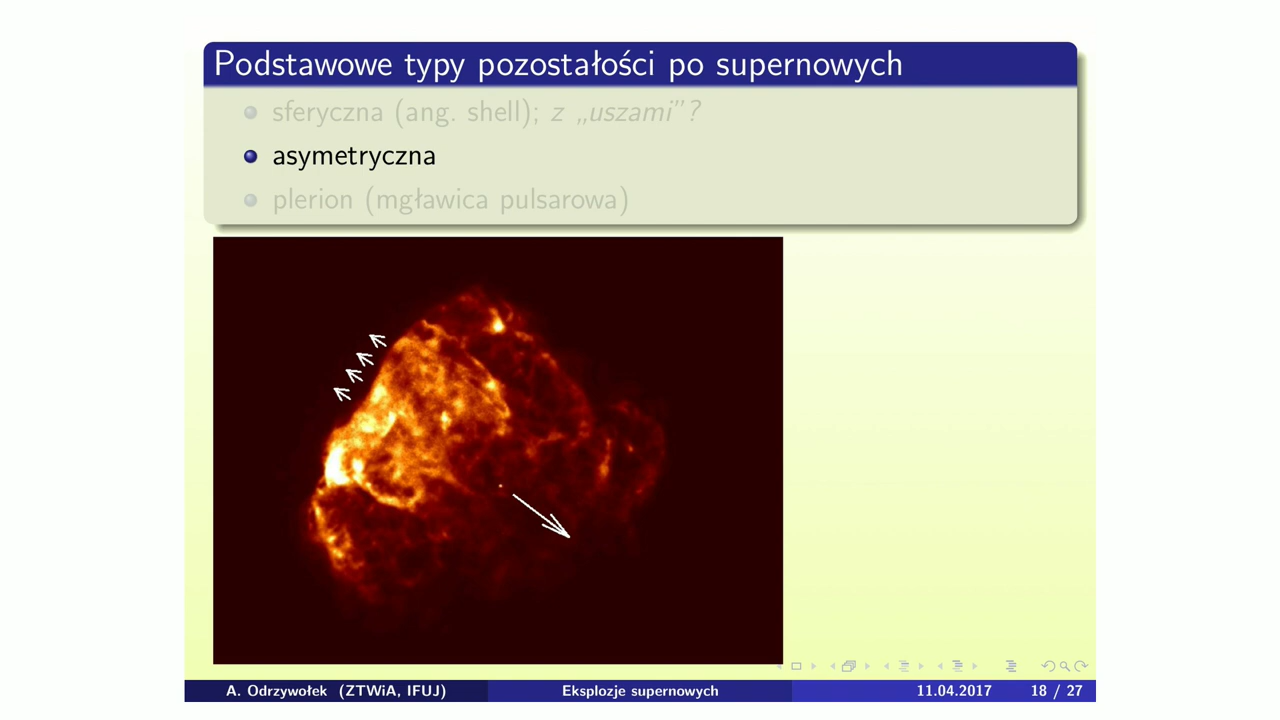 Podstawowe typy pozostałości po supernowych
sferyczna (ang. shell); z „uszami”?
asymetryczna
plerion (mgławica pulsarowa)
A. Odrzywołek (ZTWiA, IFUJ) Eksplozje supernowych 11.04.2017 18 / 27